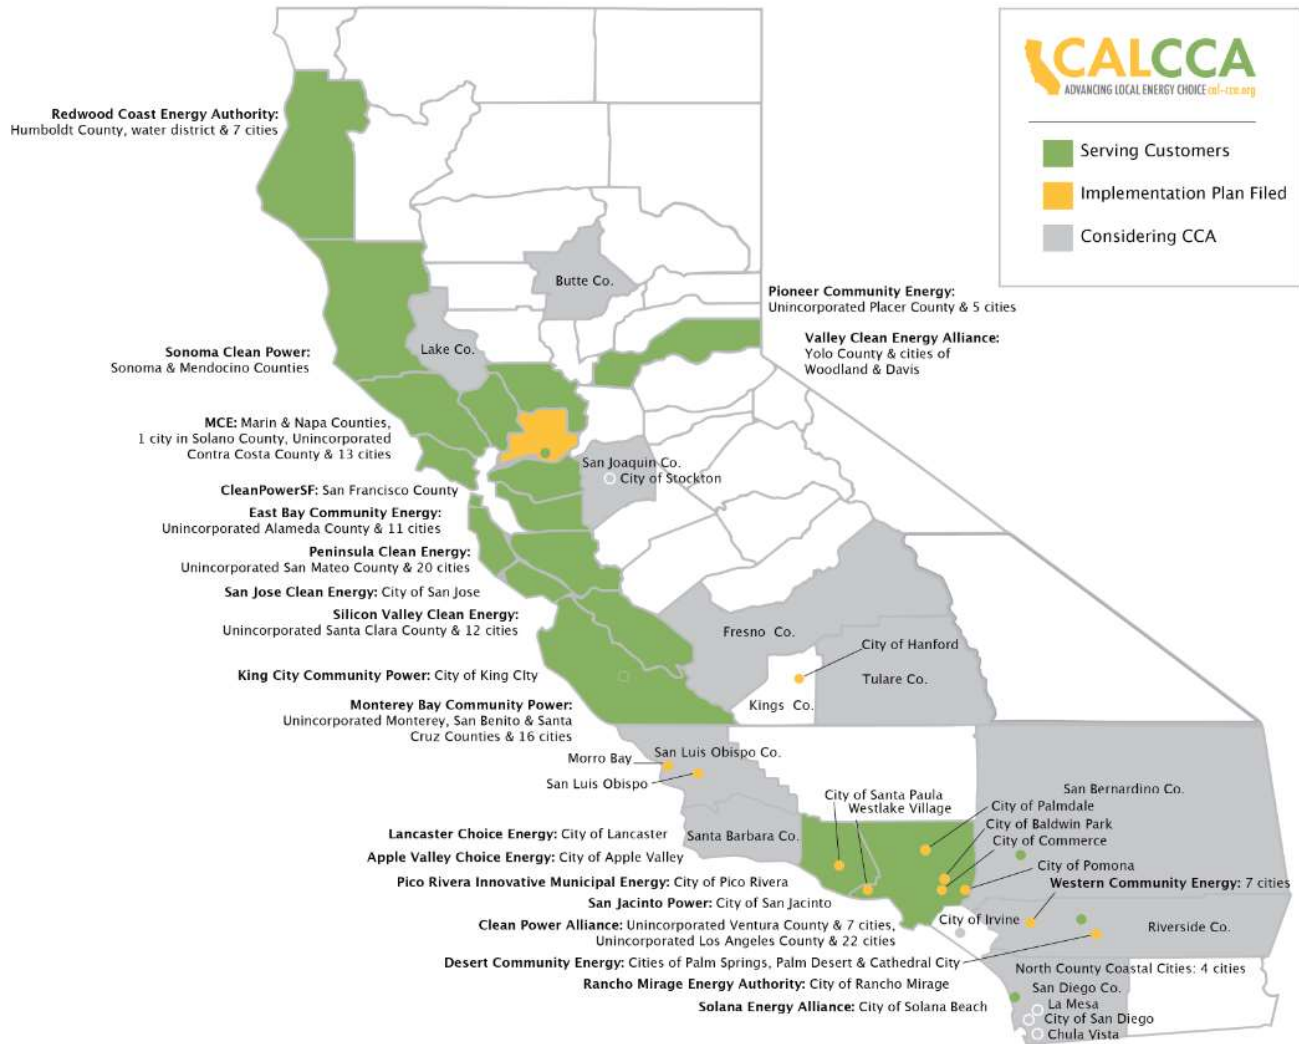 CALCCA
ADVANCING LOCAL ENERGY CHOICE cal-cca.org
Serving Customers
Implementation Plan Filed
Considering CCA
Redwood Coast Energy Authority:
Humboldt County, water district & 7 cities
Butte Co.
Pioneer Community Energy:
Unincorporated Placer County & 5 cities
Valley Clean Energy Alliance:
Yolo County & cities of
Woodland & Davis
Lake Co.
Sonoma Clean Power:
Sonoma & Mendocino Counties
MCE: Marin & Napa Counties,
1 city in Solano County, Unincorporated
Contra Costa County & 13 cities
San Joaquin Co.
City of Stockton
CleanPowerSF: San Francisco County
East Bay Community Energy:
Unincorporated Alameda County & 11 cities
Peninsula Clean Energy:
Unincorporated San Mateo County & 20 cities
San Jose Clean Energy: City of San Jose
Silicon Valley Clean Energy:
Unincorporated Santa Clara County & 12 cities
Fresno Co.
City of Hanford
Tulare Co.
Kings Co.
King City Community Power: City of King CIty
Monterey Bay Community Power:
Unincorporated Monterey, San Benito & Santa
Cruz Counties & 16 cities
Morro Bay
San Luis Obispo Co.
San Luis Obispo
San Bernardino Co.
City of Santa Paula
Westlake Village
City of Palmdale
City of Baldwin Park
City of Commerce
City of Pomona
Santa Barbara Co.
Lancaster Choice Energy: City of Lancaster
Apple Valley Choice Energy: City of Apple Valley
Pico Rivera Innovative Municipal Energy: City of Pico Rivera
Western Community Energy: 7 cities
San Jacinto Power: City of San Jacinto
Clean Power Alliance: Unincorporated Ventura County & 7 cities,
Unincorporated Los Angeles County & 22 cities
City of Irvine
Riverside Co.
Desert Community Energy: Cities of Palm Springs, Palm Desert & Cathedral City
Rancho Mirage Energy Authority: City of Rancho Mirage
Solana Energy Alliance: City of Solana Beach
North County Coastal Cities: 4 cities
San Diego Co.
La Mesa
City of San Diego
Chula Vista